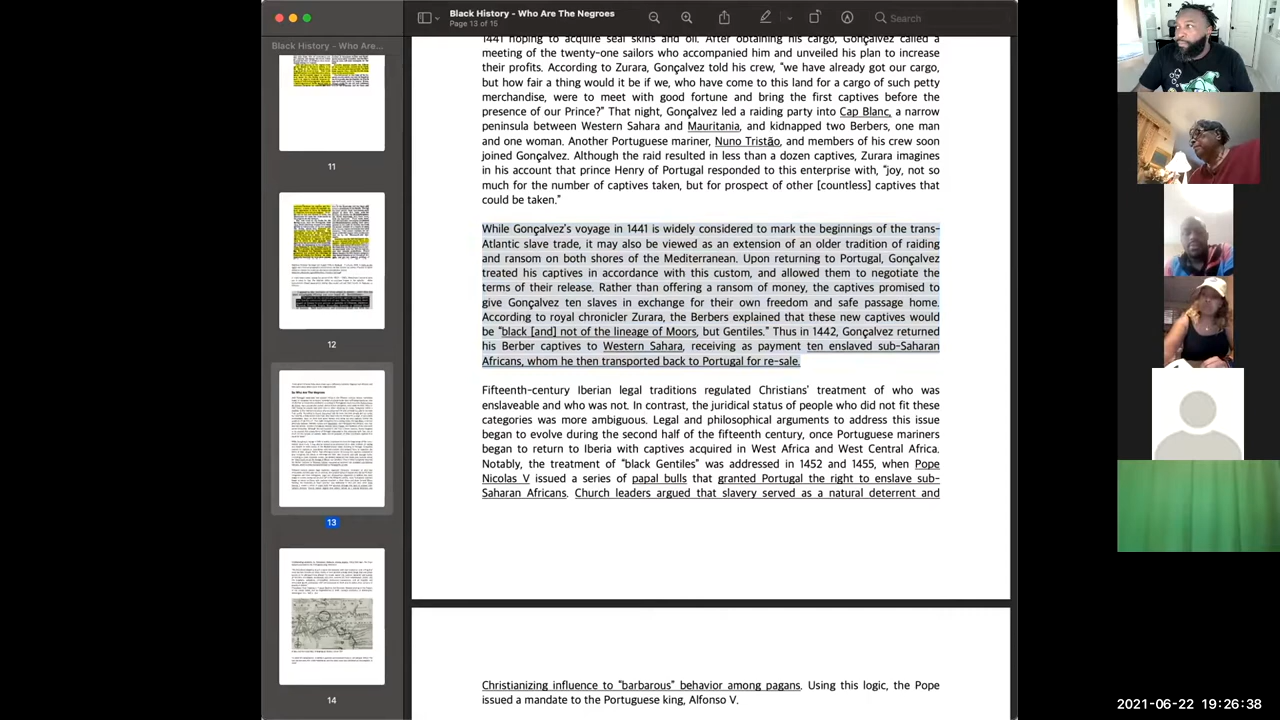 Black History - Who Are The Negroes
Page 13 of 15
Search
Black History - Who Are...
11
12
13
14
1441 hoping to acquire seal skins and oil. After obtaining his cargo, Gonçalvez called a
meeting of the twenty-one sailors who accompanied him and unveiled his plan to increase
their profits. According to Zurara, Gonçalvez told his crew, "we have already got our cargo,
but how fair a thing would it be if we, who have come to this land for a cargo of such petty
merchandise, were to meet with good fortune and bring the first captives before the
presence of our Prince?" That night, Gonçalvez led a raiding party into Cap Blanc, a narrow
peninsula between Western Sahara and Mauritania, and kidnapped two Berbers, one man
and one woman. Another Portuguese mariner, Nuno Tristão, and members of his crew soon
joined Gonçalvez. Although the raid resulted in less than a dozen captives, Zurara imagines
in his account that prince Henry of Portugal responded to this enterprise with, "joy, not so
much for the number of captives taken, but for prospect of other [countless] captives that
could be taken."
While Gonçalvez's voyage in 1441 is widely considered to mark the beginnings of the trans-
Atlantic slave trade, it may also be viewed as an extension of an older tradition of raiding
and ransom on both shores of the Mediterranean. Upon returning to Portugal, Gonçalvez
treated his captives in accordance with this custom, and allowed them to negotiate the
terms of their release. Rather than offering a ransom of money, the captives promised to
give Gonçalvez ten slaves in exchange for their own freedom and safe passage home.
According to royal chronicler Zurara, the Berbers explained that these new captives would
be "black [and] not of the lineage of Moors, but Gentiles." Thus in 1442, Gonçalvez returned
his Berber captives to Western Sahara, receiving as payment ten enslaved sub-Saharan
Africans, whom he then transported back to Portugal for re-sale.
Fifteenth-century Iberian legal traditions regulated Christians' treatment of who was
enslaveable and who was not. In contrast, the juridical status of people who did not fit these
categories was more ambiguous. Legal and philosophical arguments to address this issue
began to evolve during the second half of the fifteenth century, once Portuguese mariners
began to return to Iberia with captives acquired in West Africa and West Central Africa.
Notably, the treatment of "black Gentiles" was addressed in 1452 and 1455, when Pope
Nicolas V issued a series of papal bulls that granted Portugal the right to enslave sub-
Saharan Africans. Church leaders argued that slavery served as a natural deterrent and
Christianizing influence to "barbarous" behavior among pagans. Using this logic, the Pope
issued a mandate to the Portuguese king, Alfonso V.
2021-06-22 19:26:38